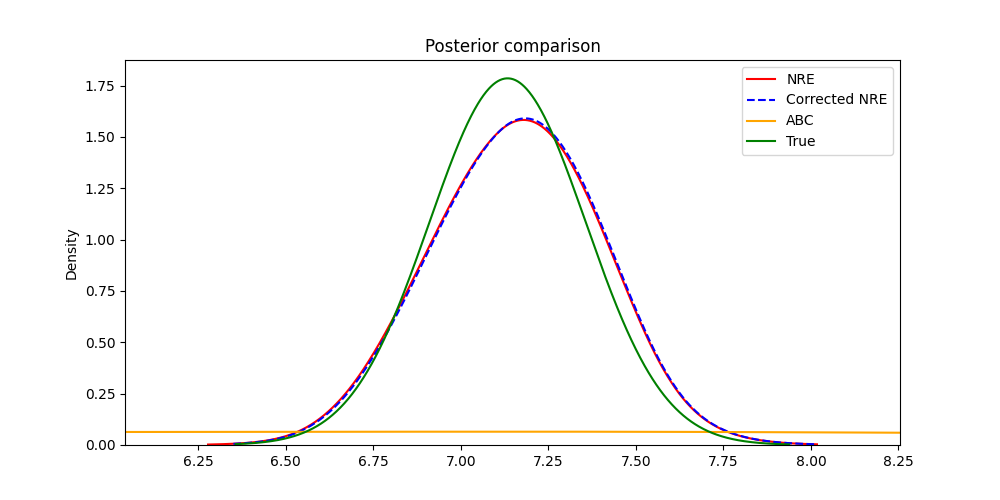 Posterior comparison
NRE
Corrected NRE
ABC
True
Density
1.75
1.50
1.25
1.00
0.75
0.50
0.25
0.00
6.25 6.50 6.75 7.00 7.25 7.50 7.75 8.00 8.25